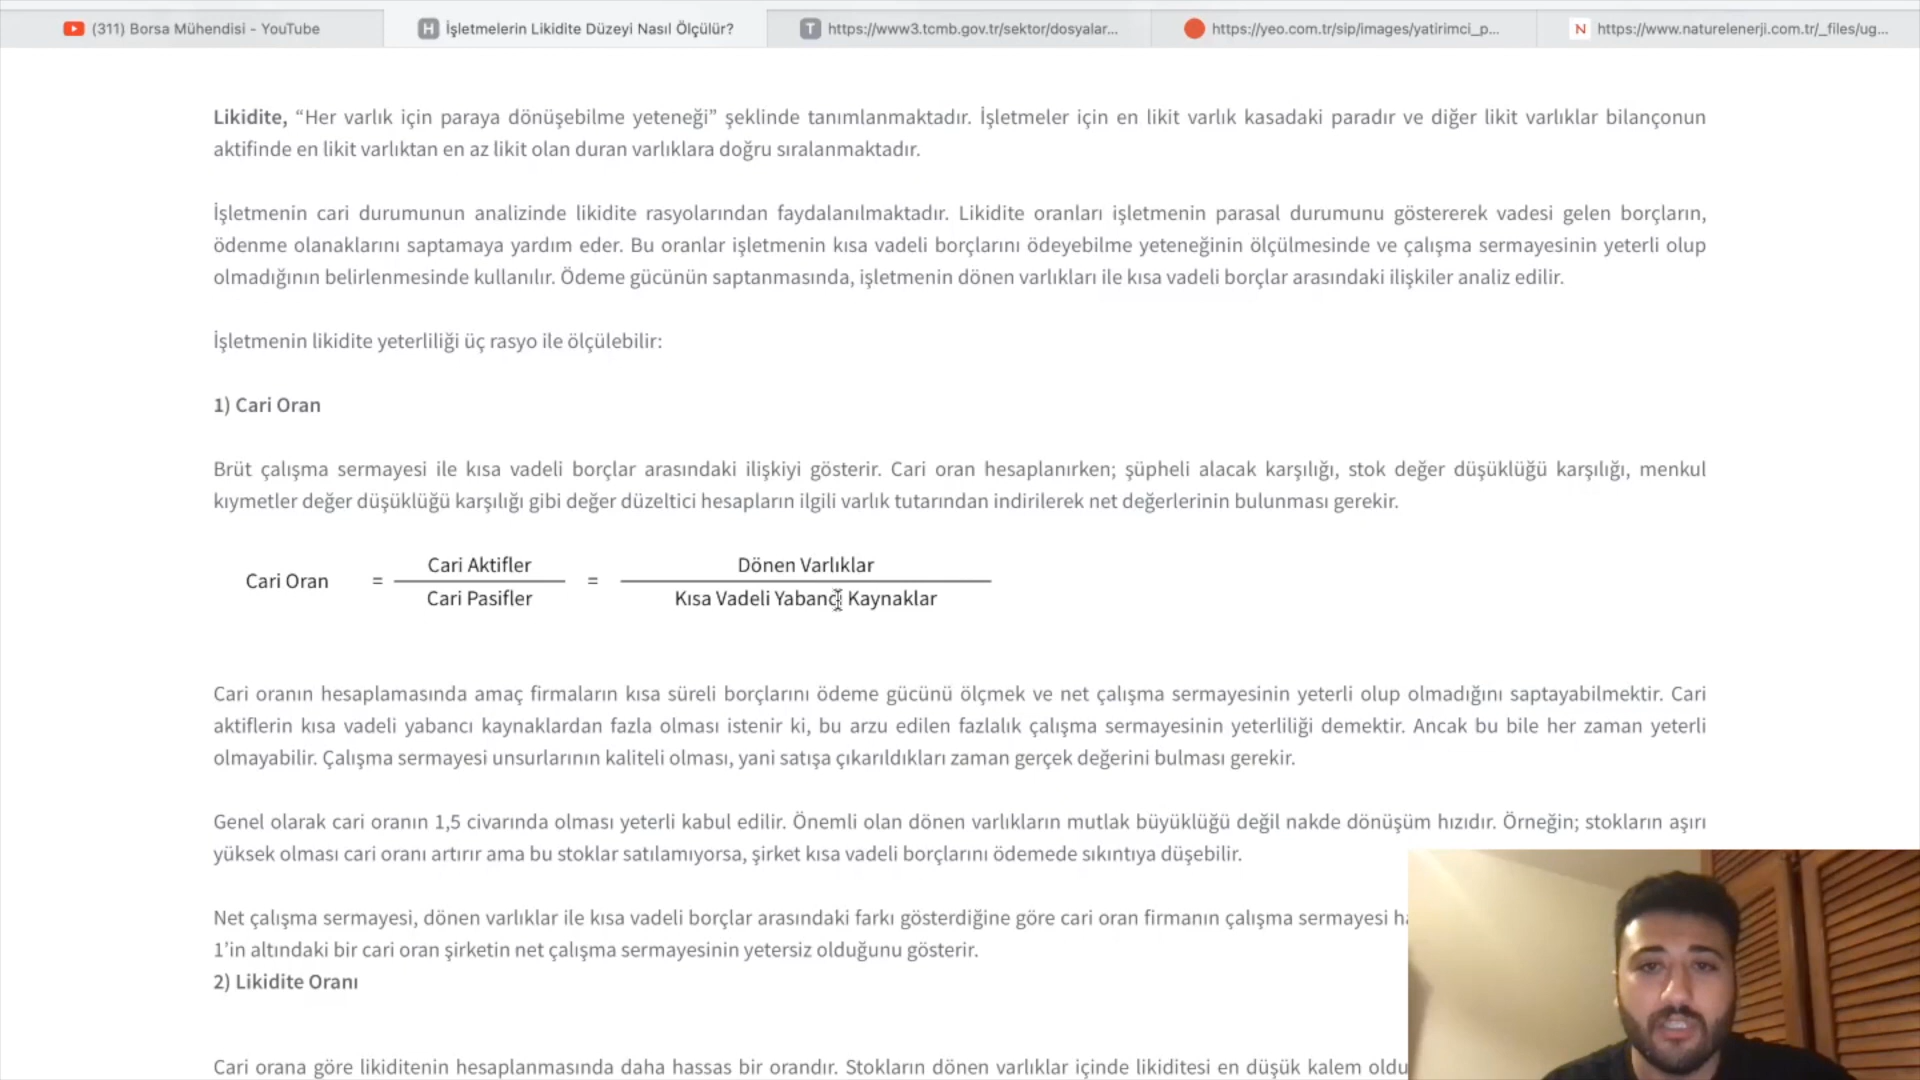 (311) Borsa Mühendisi - YouTube
H İşletmelerin Likidite Düzeyi Nasıl Ölçülür?
T https://www3.tcmb.gov.tr/sektor/dosyalar...
https://yeo.com.tr/sip/images/yatirimci_p...
N https://www.naturelenerji.com.tr/_files/ug...
Likidite, “Her varlık için paraya dönüşebilme yeteneği” şeklinde tanımlanmaktadır. İşletmeler için en likit varlık kasadaki paradır ve diğer likit varlıklar bilançonun
aktifinde en likit varlıktan en az likit olan duran varlıklara doğru sıralanmaktadır.
İşletmenin cari durumunun analizinde likidite rasyolarından faydalanılmaktadır. Likidite oranları işletmenin parasal durumunu göstererek vadesi gelen borçların,
ödenme olanaklarını saptamaya yardım eder. Bu oranlar işletmenin kısa vadeli borçlarını ödeyebilme yeteneğinin ölçülmesinde ve çalışma sermayesinin yeterli olup
olmadığının belirlenmesinde kullanılır. Ödeme gücünün saptanmasında, işletmenin dönen varlıkları ile kısa vadeli borçlar arasındaki ilişkiler analiz edilir.
İşletmenin likidite yeterliliği üç rasyo ile ölçülebilir:
1) Cari Oran
Brüt çalışma sermayesi ile kısa vadeli borçlar arasındaki ilişkiyi gösterir. Cari oran hesaplanırken; şüpheli alacak karşılığı, stok değer düşüklüğü karşılığı, menkul
kıymetler değer düşüklüğü karşılığı gibi değer düzeltici hesapların ilgili varlık tutarından indirilerek net değerlerinin bulunması gerekir.
Cari Aktifler Dönen Varlıklar
Cari Oran = =
Cari Pasifler Kısa Vadeli Yabancı Kaynaklar
Cari oranın hesaplamasında amaç firmaların kısa süreli borçlarını ödeme gücünü ölçmek ve net çalışma sermayesinin yeterli olup olmadığını saptayabilmektir. Cari
aktiflerin kısa vadeli yabancı kaynaklardan fazla olması istenir ki, bu arzu edilen fazlalık çalışma sermayesinin yeterliliği demektir. Ancak bu bile her zaman yeterli
olmayabilir. Çalışma sermayesi unsurlarının kaliteli olması, yani satışa çıkarıldıkları zaman gerçek değerini bulması gerekir.
Genel olarak cari oranın 1,5 civarında olması yeterli kabul edilir. Önemli olan dönen varlıkların mutlak büyüklüğü değil nakde dönüşüm hızıdır. Örneğin; stokların aşırı
yüksek olması cari oranı artırır ama bu stoklar satılamıyorsa, şirket kısa vadeli borçlarını ödemede sıkıntıya düşebilir.
Net çalışma sermayesi, dönen varlıklar ile kısa vadeli borçlar arasındaki farkı gösterdiğine göre cari oran firmanın çalışma sermayesi
1’in altındaki bir cari oran şirketin net çalışma sermayesinin yetersiz olduğunu gösterir.
2) Likidite Oranı
Cari orana göre likiditenin hesaplanmasında daha hassas bir orandır. Stokların dönen varlıklar içinde likiditesi en düşük kalem oldu